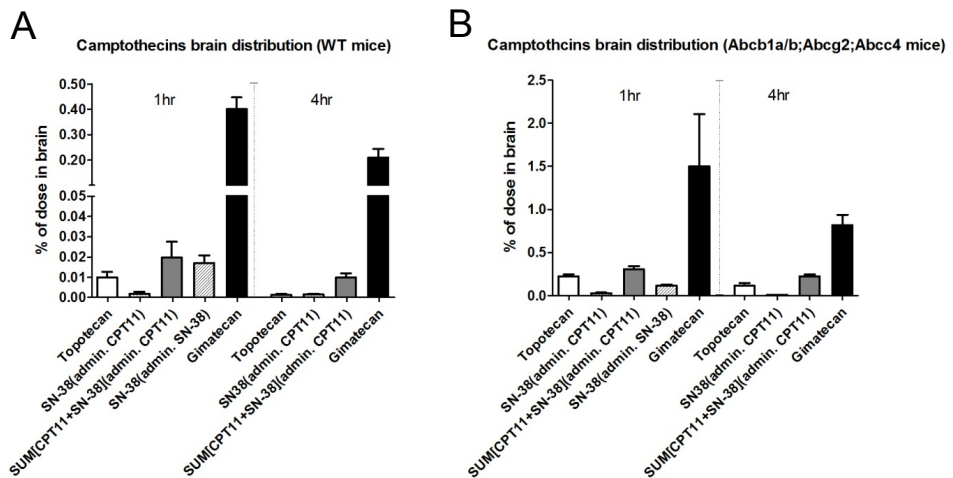 A
Camptothecins brain distribution (WT mice)
% of dose in brain
0.50
0.40
0.30
0.20
0.05
0.04
0.03
0.02
0.01
0.00
1hr
4hr
Topotecan
SN-38(admin. CPT11)
SUM[CPT11+SN-38](admin. CPT11)
SN-38(admin. SN-38)
Gimatecan
Topotecan
SN38(admin. CPT11)
SUM[CPT11+SN-38](admin. CPT11)
Gimatecan
B
Camptothcins brain distribution (Abcb1a/b;Abcg2;Abcc4 mice)
% of dose in brain
2.5
2.0
1.5
1.0
0.5
0.0
1hr
4hr
Topotecan
SN-38(admin. CPT11)
SUM[CPT11+SN-38](admin. CPT11)
SN-38(admin. SN-38)
Gimatecan
Topotecan
SN38(admin. CPT11)
SUM[CPT11+SN-38](admin. CPT11)
Gimatecan